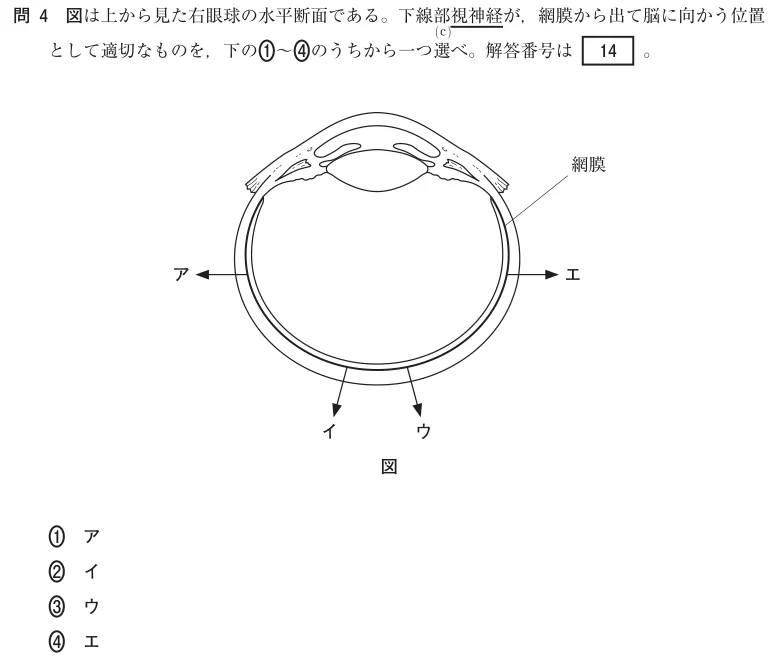 問 4 図は上から見た右眼球の水平断面である。下線部視神経が，網膜から出て脳に向かう位置
(c)
として適切なものを，下の①～④のうちから一つ選べ。解答番号は 14 。
網膜
ア エ
イ ウ
図
① ア
② イ
③ ウ
④ エ